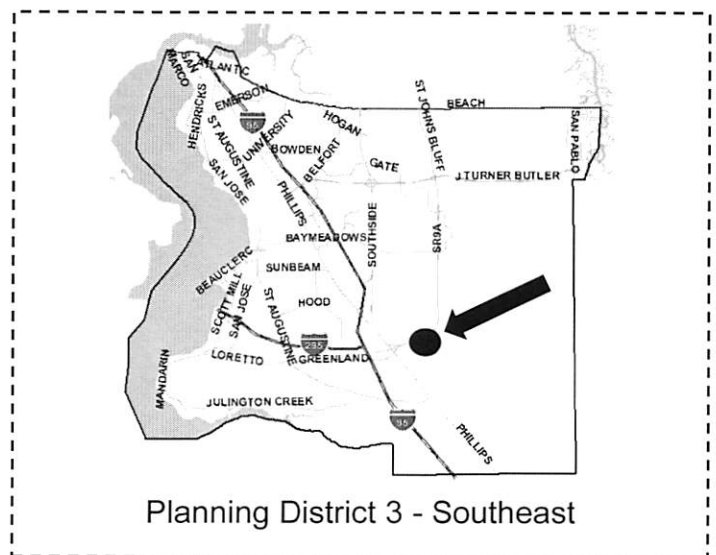 SAN
MARCO
ATLANTIC
HENDRICKS
EMERSON
BEACH
ST JOHNS BLUFF
HOGAN
SAN PABLO
95
UNIVERSITY
ST AUGUSTINE
BOWDEN
BELFORT
GATE
J.TURNER BUTLER
SAN JOSE
PHILLIPS
BAYMEADOWS
SOUTHSIDE
SR9A
BEAUCLERC
SUNBEAM
SCOTT MILL
SAN JOSE
ST AUGUSTINE
HOOD
295
LORETTO
GREENLAND
MANDARIN
JULINGTON CREEK
95
PHILLIPS
Planning District 3 - Southeast